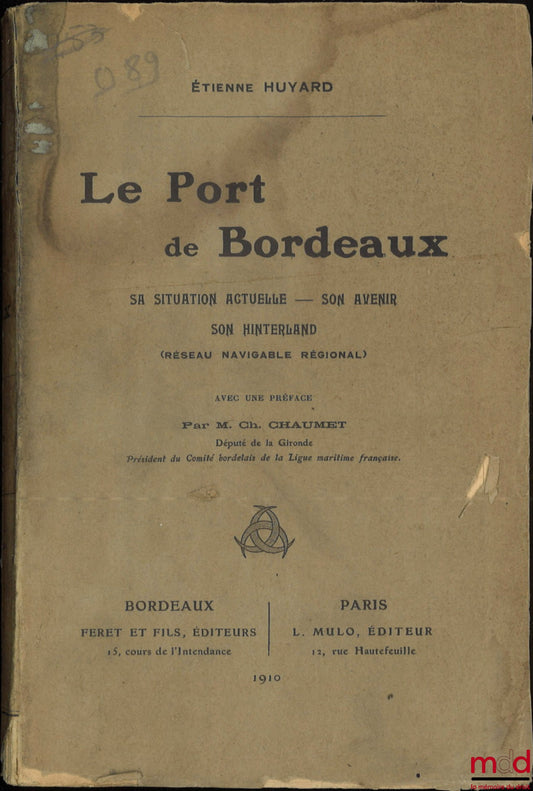 089
ÉTIENNE HUYARD
Le Port
de Bordeaux
SA SITUATION ACTUELLE — SON AVENIR
SON HINTERLAND
(RÉSEAU NAVIGABLE RÉGIONAL)
AVEC UNE PRÉFACE
Par M. Ch. CHAUMET
Député de la Gironde
Président du Comité bordelais de la Ligue maritime française.
BORDEAUX
FERET ET FILS, ÉDITEURS
15, cours de l'Intendance
PARIS
L. MULO, ÉDITEUR
12, rue Hautefeuille
1910
mdd